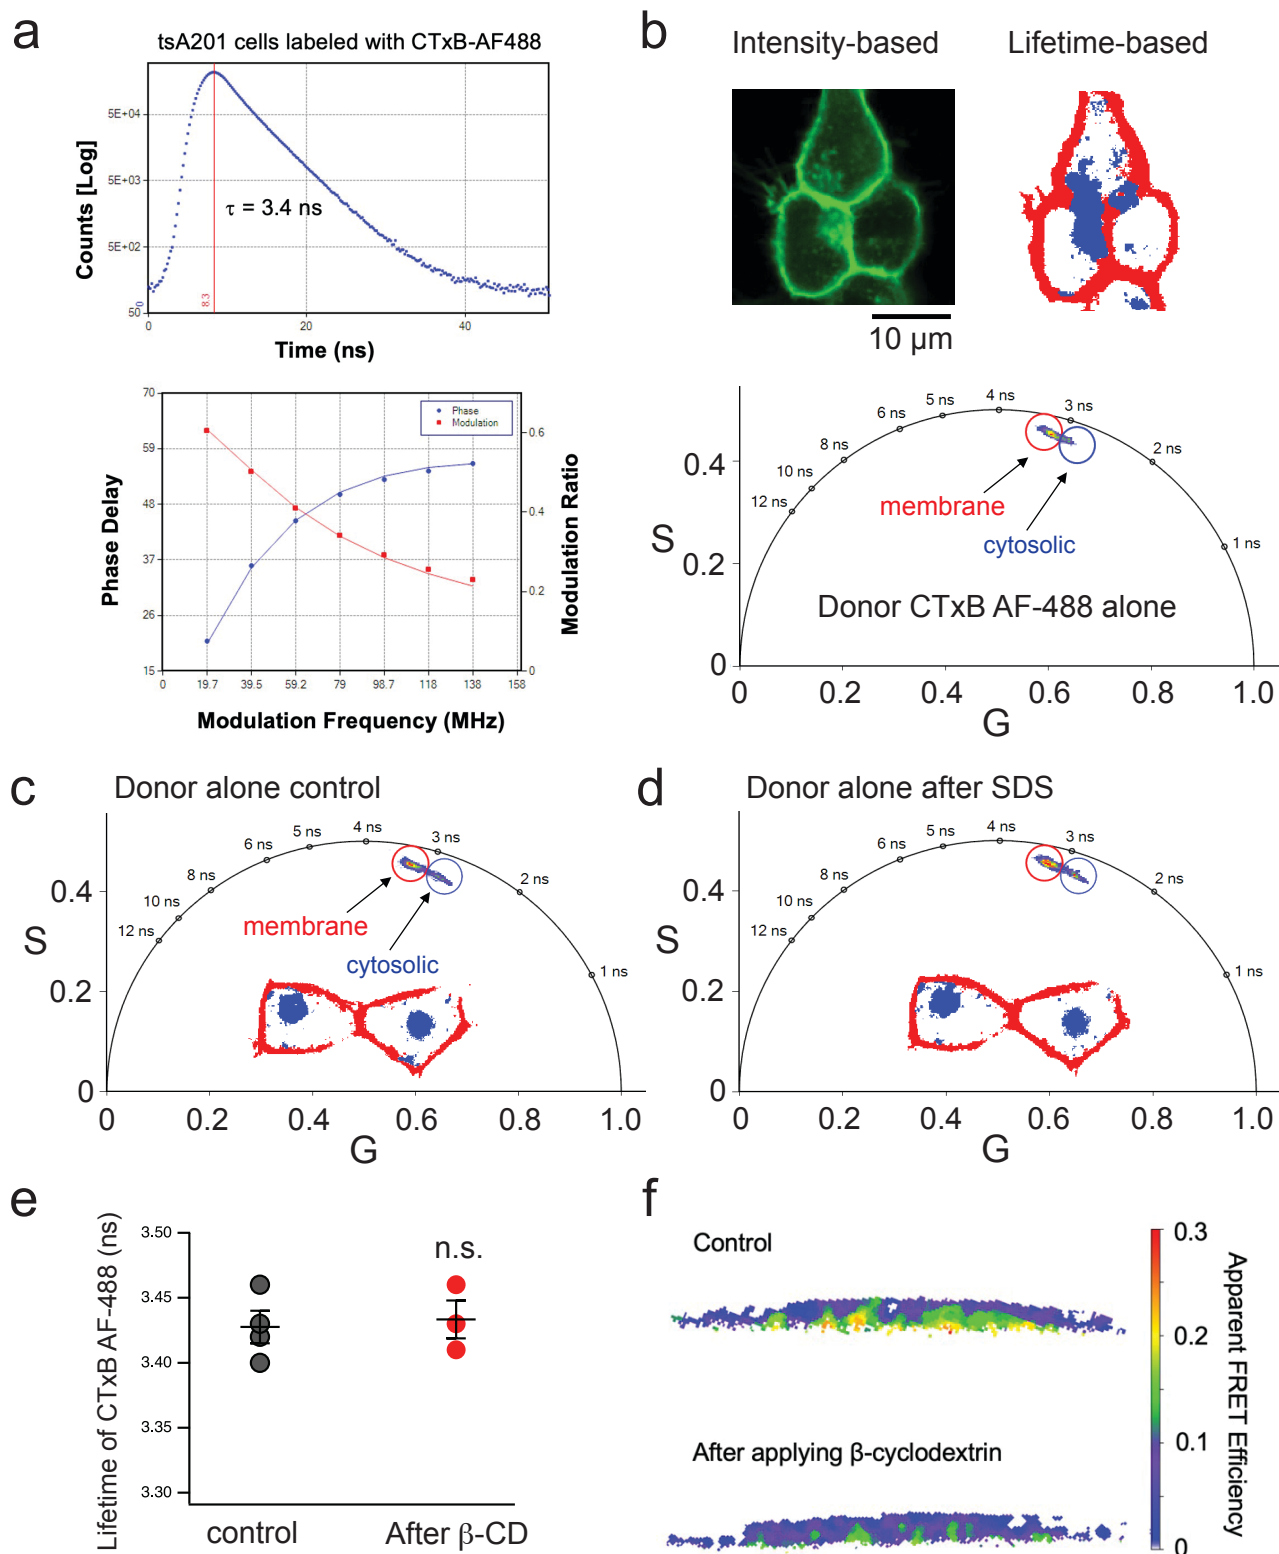 a
tsA201 cells labeled with CTxB-AF488
Counts [Log]
5E+04
5E+03
5E+02
50
0
8.3
τ = 3.4 ns
0
20
40
Time (ns)
Phase Delay
70
59
48
37
26
15
Phase
Modulation
0.6
0.4
0.2
0
Modulation Ratio
0
19.7
39.5
59.2
79
98.7
118
138
158
Modulation Frequency (MHz)
b
Intensity-based
Lifetime-based
10 µm
S
0.4
0.2
0
12 ns
10 ns
8 ns
6 ns
5 ns
4 ns
3 ns
2 ns
1 ns
membrane
cytosolic
Donor CTxB AF-488 alone
0
0.2
0.4
0.6
0.8
1.0
G
c
Donor alone control
S
0.4
0.2
0
12 ns
10 ns
8 ns
6 ns
5 ns
4 ns
3 ns
2 ns
1 ns
membrane
cytosolic
0
0.2
0.4
0.6
0.8
1.0
G
d
Donor alone after SDS
S
0.4
0.2
0
12 ns
10 ns
8 ns
6 ns
5 ns
4 ns
3 ns
2 ns
1 ns
0
0.2
0.4
0.6
0.8
1.0
G
e
Lifetime of CTxB AF-488 (ns)
3.50
3.45
3.40
3.35
3.30
n.s.
control
After β-CD
f
Control
After applying β-cyclodextrin
0.3
0.2
0.1
0
Apparent FRET Efficiency